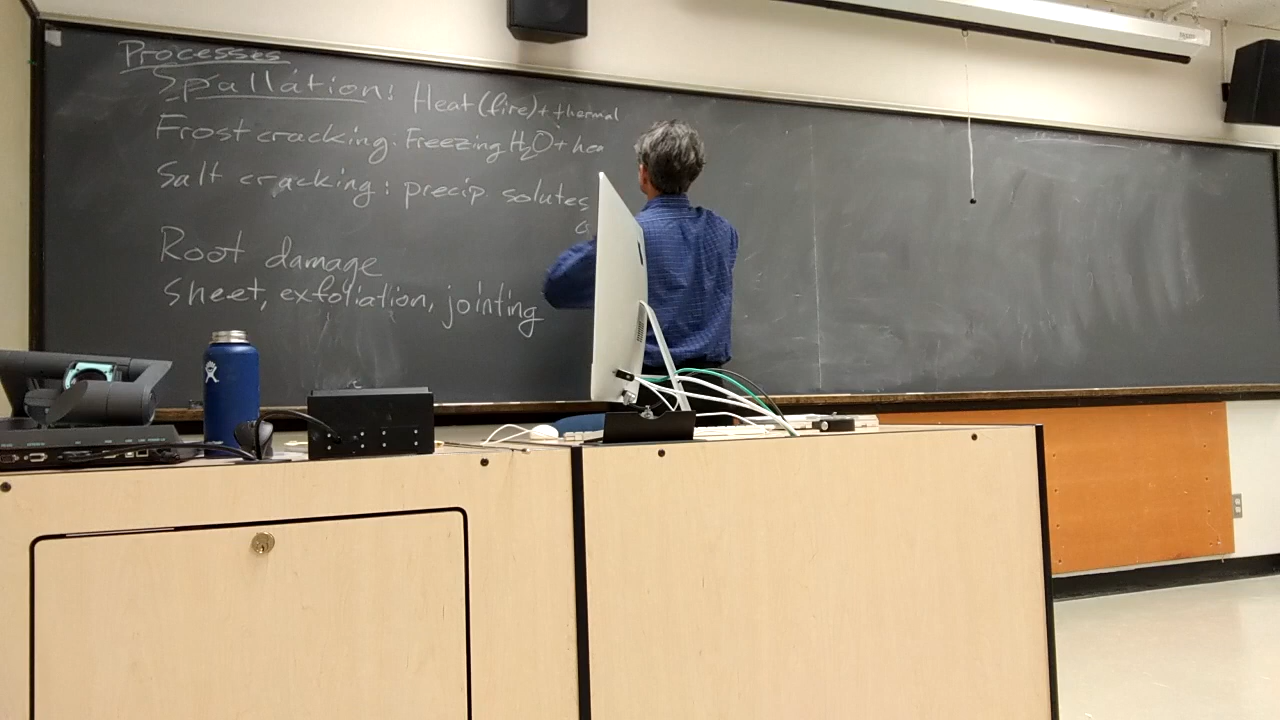 Processes
Spallation: Heat (fire) + thermal
Frost cracking: Freezing H2O + hea
Salt cracking: precip. solutes
Root damage
Sheet, exfoliation, jointing